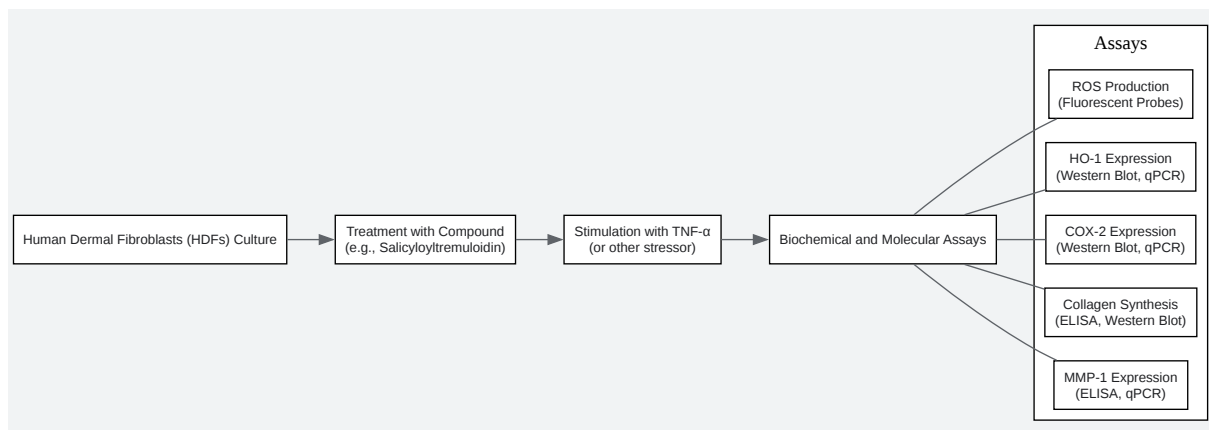 Human Dermal Fibroblasts (HDFs) Culture
Treatment with Compound
(e.g., Salicyloyltremuloidin)
Stimulation with TNF-α
(or other stressor)
Biochemical and Molecular Assays
Assays
ROS Production
(Fluorescent Probes)
HO-1 Expression
(Western Blot, qPCR)
COX-2 Expression
(Western Blot, qPCR)
Collagen Synthesis
(ELISA, Western Blot)
MMP-1 Expression
(ELISA, qPCR)